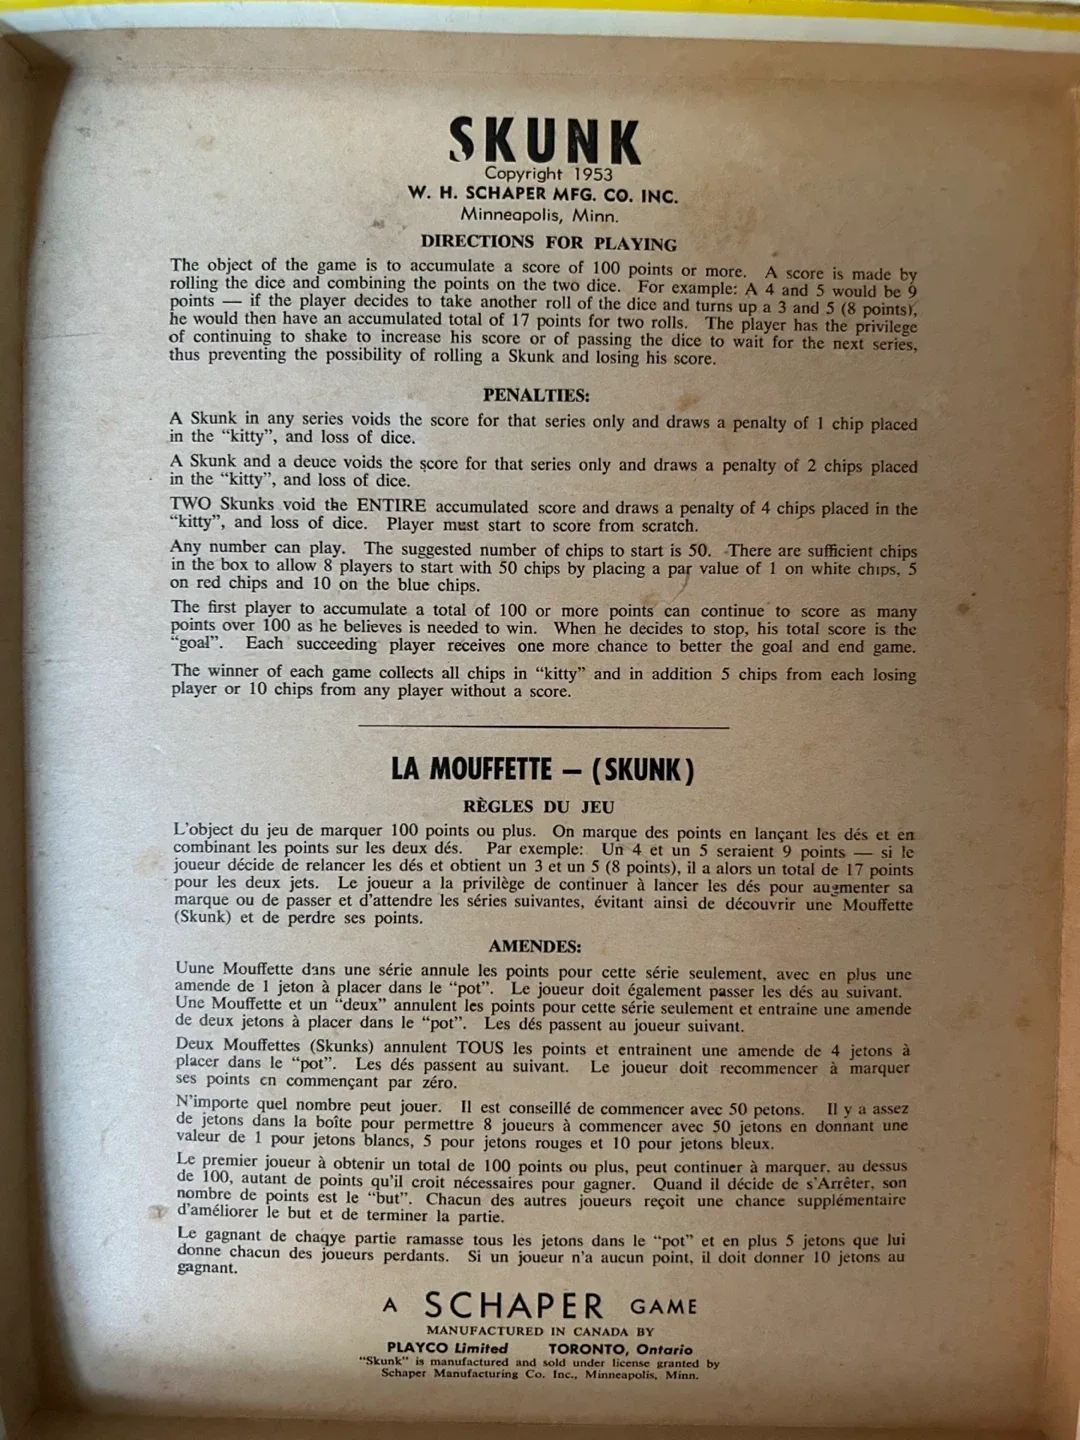 SKUNK
Copyright 1953
W. H. SCHAPER MFG. CO. INC.
Minneapolis, Minn.
DIRECTIONS FOR PLAYING
The object of the game is to accumulate a score of 100 points or more. A score is made by
rolling the dice and combining the points on the two dice. For example: A 4 and 5 would be 9
points — if the player decides to take another roll of the dice and turns up a 3 and 5 (8 points),
he would then have an accumulated total of 17 points for two rolls. The player has the privilege
of continuing to shake to increase his score or of passing the dice to wait for the next series,
thus preventing the possibility of rolling a Skunk and losing his score.
PENALTIES:
A Skunk in any series voids the score for that series only and draws a penalty of 1 chip placed
in the “kitty”, and loss of dice.
A Skunk and a deuce voids the score for that series only and draws a penalty of 2 chips placed
in the “kitty”, and loss of dice.
TWO Skunks void the ENTIRE accumulated score and draws a penalty of 4 chips placed in the
“kitty”, and loss of dice. Player must start to score from scratch.
Any number can play. The suggested number of chips to start is 50. There are sufficient chips
in the box to allow 8 players to start with 50 chips by placing a par value of 1 on white chips, 5
on red chips and 10 on the blue chips.
The first player to accumulate a total of 100 or more points can continue to score as many
points over 100 as he believes is needed to win. When he decides to stop, his total score is the
“goal”. Each succeeding player receives one more chance to better the goal and end game.
The winner of each game collects all chips in “kitty” and in addition 5 chips from each losing
player or 10 chips from any player without a score.
LA MOUFFETTE — (SKUNK)
RÈGLES DU JEU
L'object du jeu de marquer 100 points ou plus. On marque des points en lançant les dés et en
combinant les points sur les deux dés. Par exemple: Un 4 et un 5 seraient 9 points — si le
joueur décide de relancer les dés et obtient un 3 et un 5 (8 points), il a alors un total de 17 points
pour les deux jets. Le joueur a la privilège de continuer à lancer les dés pour augmenter sa
marque ou de passer et d'attendre les séries suivantes, évitant ainsi de découvrir une Mouffette
(Skunk) et de perdre ses points.
AMENDES:
Uune Mouffette dans une série annule les points pour cette série seulement, avec en plus une
amende de 1 jeton à placer dans le “pot”. Le joueur doit également passer les dés au suivant.
Une Mouffette et un “deux” annulent les points pour cette série seulement et entraine une amende
de deux jetons à placer dans le “pot”. Les dés passent au joueur suivant.
Deux Mouffettes (Skunks) annulent TOUS les points et entrainent une amende de 4 jetons à
placer dans le “pot”. Les dés passent au suivant. Le joueur doit recommencer à marquer
ses points en commençant par zéro.
N'importe quel nombre peut jouer. Il est conseillé de commencer avec 50 petons. Il y a assez
de jetons dans la boîte pour permettre 8 joueurs à commencer avec 50 jetons en donnant une
valeur de 1 pour jetons blancs, 5 pour jetons rouges et 10 pour jetons bleux.
Le premier joueur à obtenir un total de 100 points ou plus, peut continuer à marquer, au dessus
de 100, autant de points qu'il croit nécessaires pour gagner. Quand il décide de s'Arrêter, son
nombre de points est le “but”. Chacun des autres joueurs reçoit une chance supplémentaire
d'améliorer le but et de terminer la partie.
Le gagnant de chaqye partie ramasse tous les jetons dans le “pot” et en plus 5 jetons que lui
donne chacun des joueurs perdants. Si un joueur n'a aucun point, il doit donner 10 jetons au
gagnant.
A SCHAPER GAME
MANUFACTURED IN CANADA BY
PLAYCO Limited TORONTO, Ontario
“Skunk” is manufactured and sold under license granted by
Schaper Manufacturing Co. Inc., Minneapolis, Minn.